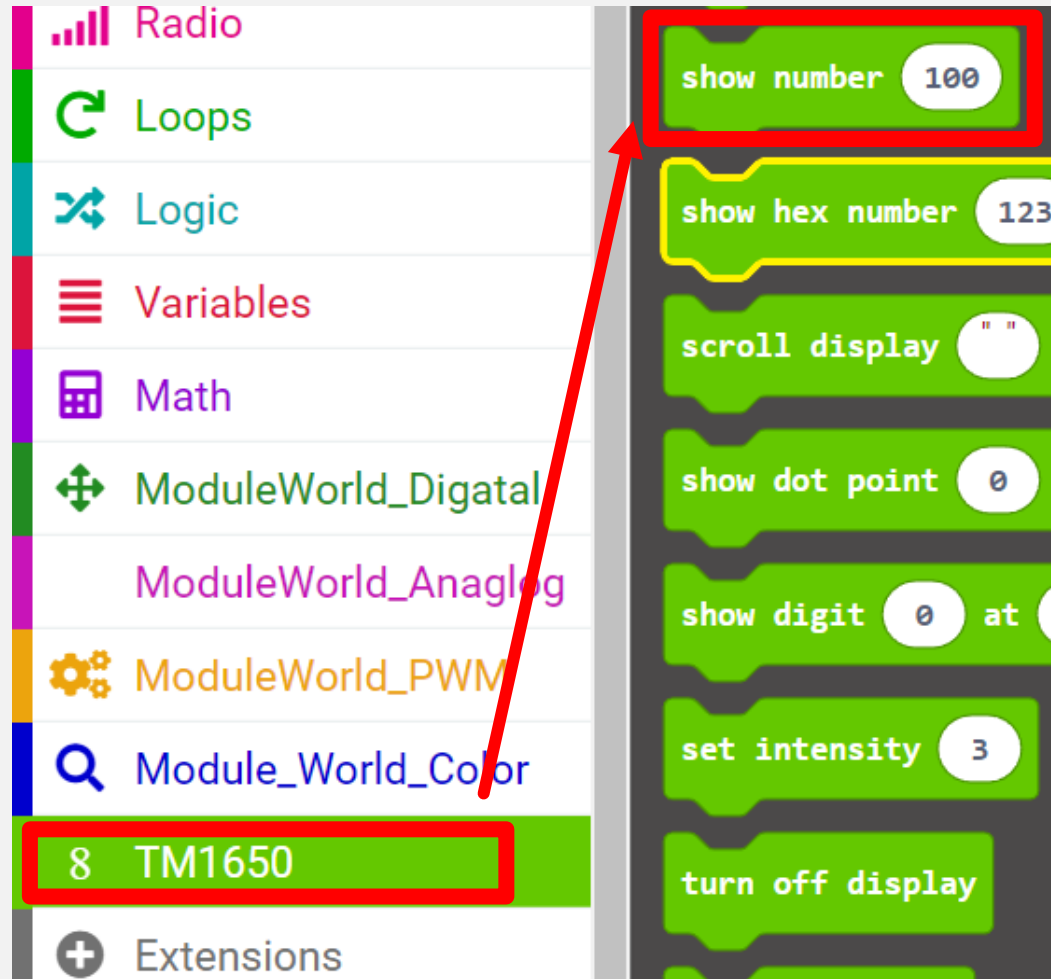 Radio
Loops
Logic
Variables
Math
ModuleWorld_Digatal
ModuleWorld_Anaglog
ModuleWorld_PWM
Module_World_Color
8 TM1650
Extensions
show number 100
show hex number 123
scroll display " "
show dot point 0
show digit 0 at
set intensity 3
turn off display